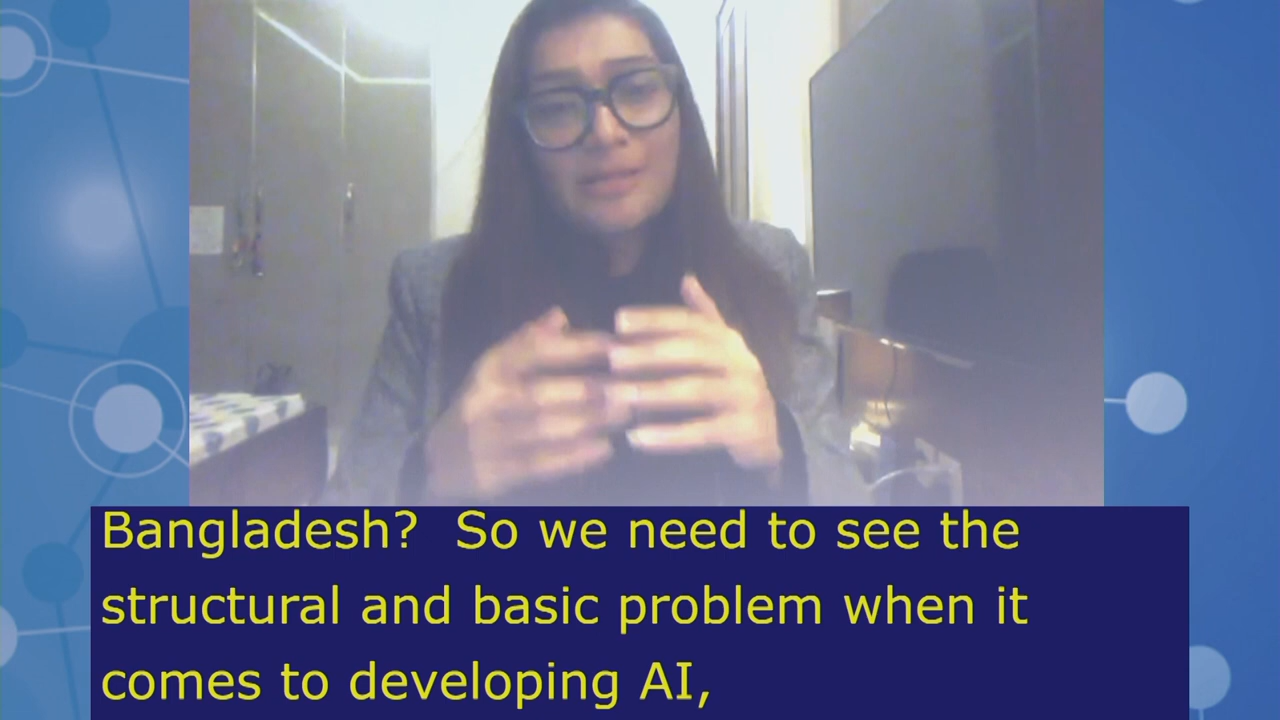 Bangladesh?  So we need to see the
structural and basic problem when it
comes to developing AI,